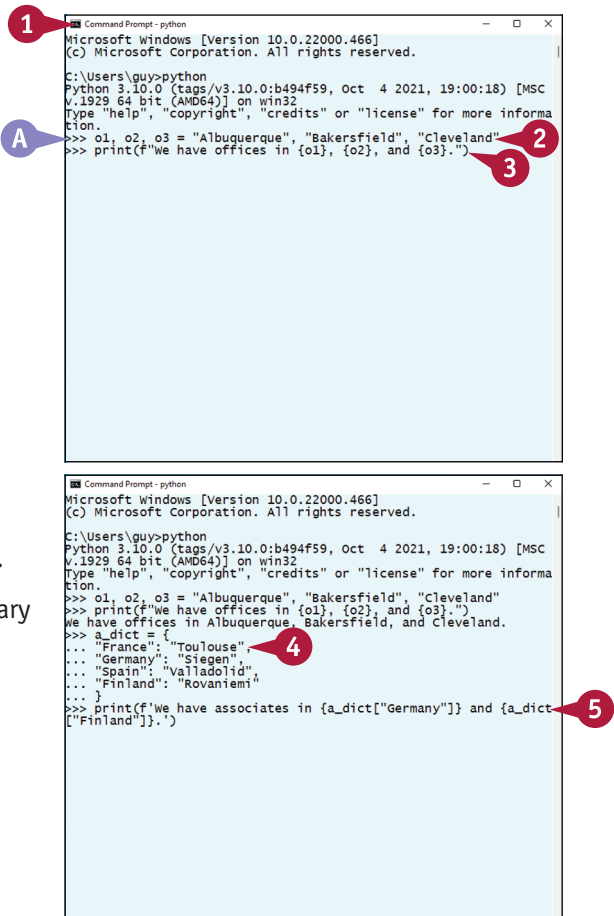 1
Command Prompt - python
Microsoft Windows [Version 10.0.22000.466]
(c) Microsoft Corporation. All rights reserved.
C:\Users\guy>python
Python 3.10.0 (tags/v3.10.0:b494f59, Oct  4 2021, 19:00:18) [MSC
v.1929 64 bit (AMD64)] on win32
Type "help", "copyright", "credits" or "license" for more informa
tion.
A
>>> o1, o2, o3 = "Albuquerque", "Bakersfield", "Cleveland"
2
>>> print(f"We have offices in {o1}, {o2}, and {o3}.")
3
Command Prompt - python
Microsoft Windows [Version 10.0.22000.466]
(c) Microsoft Corporation. All rights reserved.
C:\Users\guy>python
Python 3.10.0 (tags/v3.10.0:b494f59, Oct  4 2021, 19:00:18) [MSC
v.1929 64 bit (AMD64)] on win32
Type "help", "copyright", "credits" or "license" for more informa
tion.
>>> o1, o2, o3 = "Albuquerque", "Bakersfield", "Cleveland"
ary
>>> print(f"We have offices in {o1}, {o2}, and {o3}.")
We have offices in Albuquerque, Bakersfield, and Cleveland.
>>> a_dict = {
... "France": "Toulouse",
4
... "Germany": "Siegen",
... "Spain": "Valladolid",
... "Finland": "Rovaniemi"
... }
>>> print(f'We have associates in {a_dict["Germany"]} and {a_dict
5
["Finland"]}.')